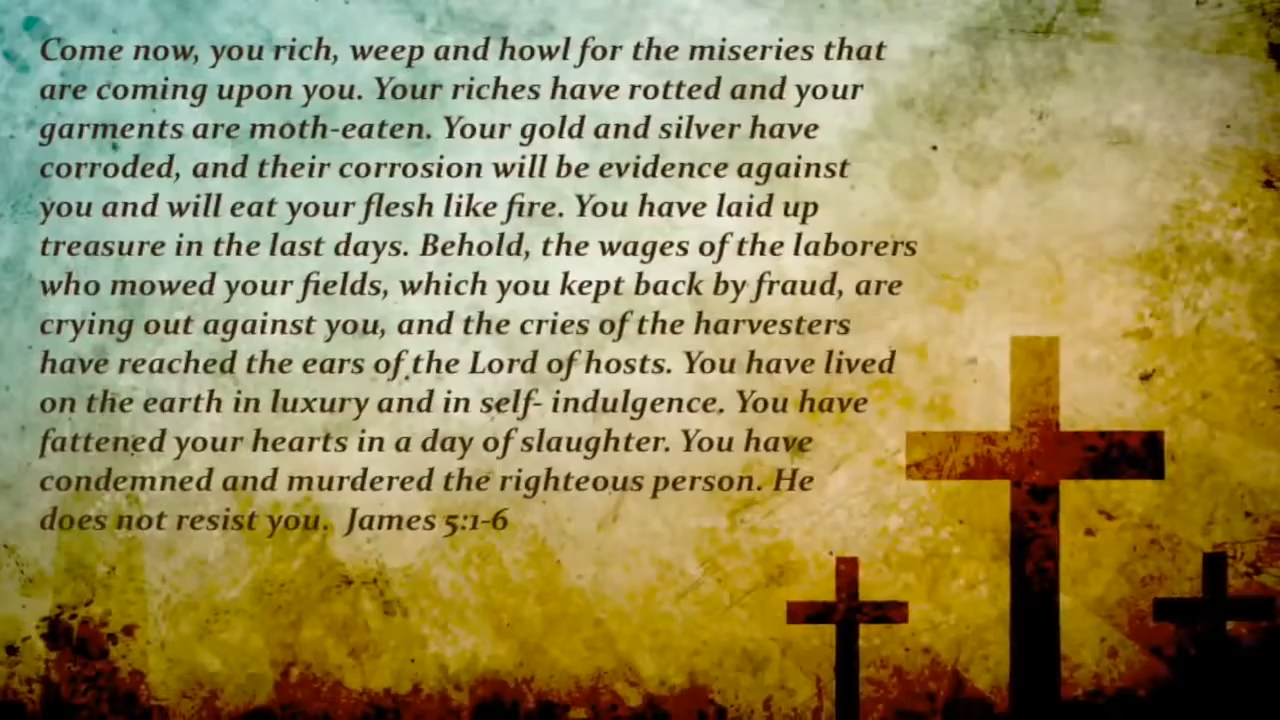 Come now, you rich, weep and howl for the miseries that
are coming upon you. Your riches have rotted and your
garments are moth-eaten. Your gold and silver have
corroded, and their corrosion will be evidence against
you and will eat your flesh like fire. You have laid up
treasure in the last days. Behold, the wages of the laborers
who mowed your fields, which you kept back by fraud, are
crying out against you, and the cries of the harvesters
have reached the ears of the Lord of hosts. You have lived
on the earth in luxury and in self- indulgence. You have
fattened your hearts in a day of slaughter. You have
condemned and murdered the righteous person. He
does not resist you.  James 5:1-6